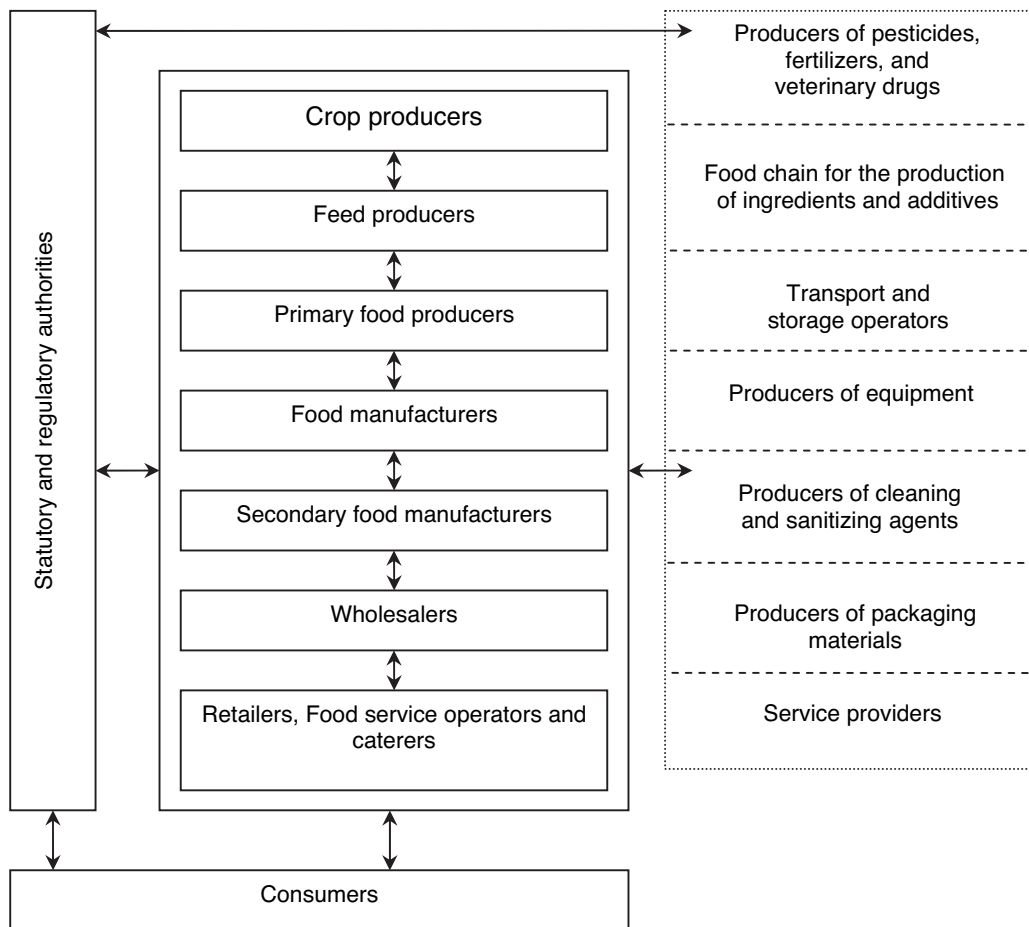 Statutory and regulatory authorities
Crop producers
Feed producers
Primary food producers
Food manufacturers
Secondary food manufacturers
Wholesalers
Retailers, Food service operators and
caterers
Producers of pesticides,
fertilizers, and
veterinary drugs
Food chain for the production
of ingredients and additives
Transport and
storage operators
Producers of equipment
Producers of cleaning
and sanitizing agents
Producers of packaging
materials
Service providers
Consumers